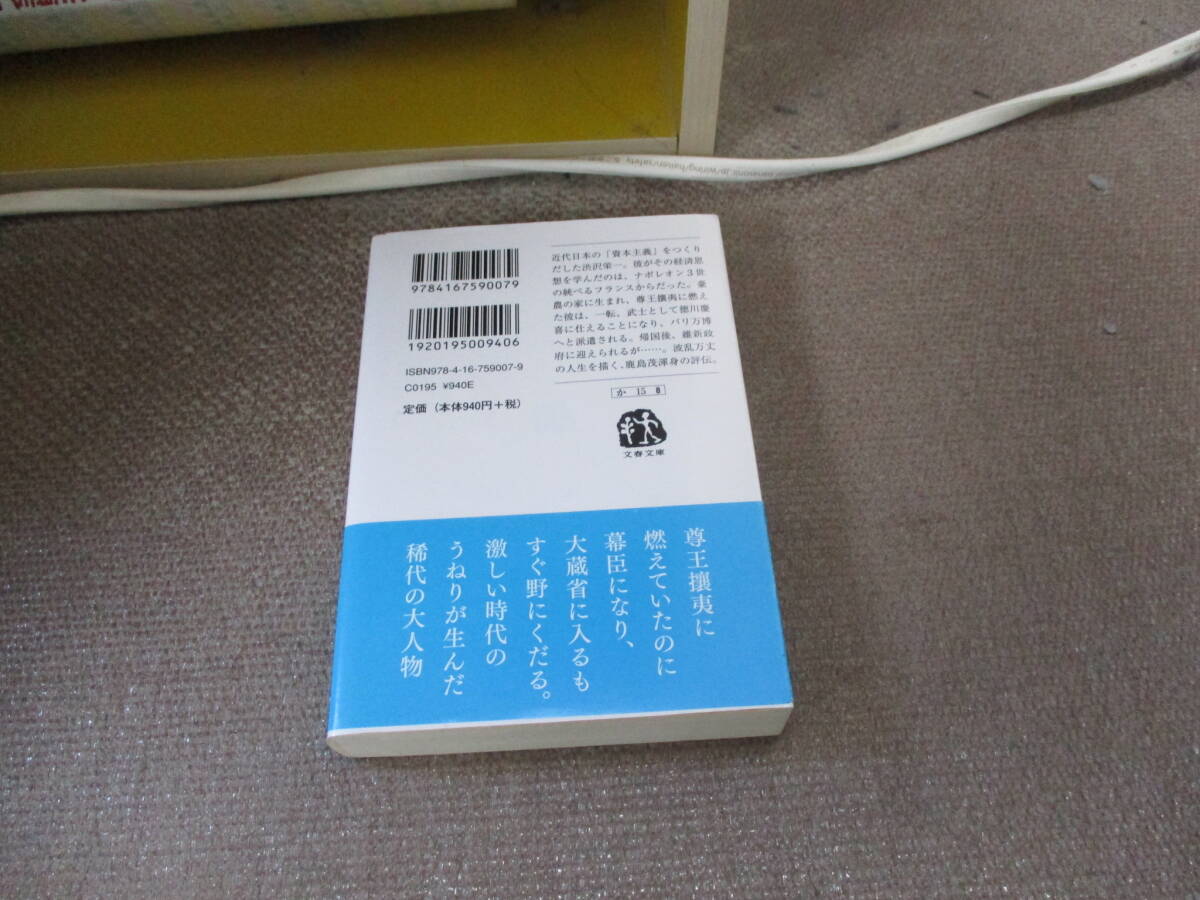 panasonic.jp/wiring/haisen/safety
9784167590079
1920195009406
ISBN978-4-16-759007-9
C0195 ¥940E
定価(本体940円+税)
近代日本の「資本主義」をつくり
だした渋沢栄一。彼がその経済思
想を学んだのは、ナポレオン3世
の統べるフランスからだった。豪
農の家に生まれ、尊王攘夷に燃え
た彼は、一転、武士として徳川慶
喜に仕えることになり、パリ万博
へと派遣される。帰国後、維新政
府に迎えられるが……。波乱万丈
の人生を描く、鹿島茂渾身の評伝。
か 15 8
文春文庫
尊王攘夷に
燃えていたのに
幕臣になり、
大蔵省に入るも
すぐ野にくだる。
激しい時代の
うねりが生んだ
稀代の大人物